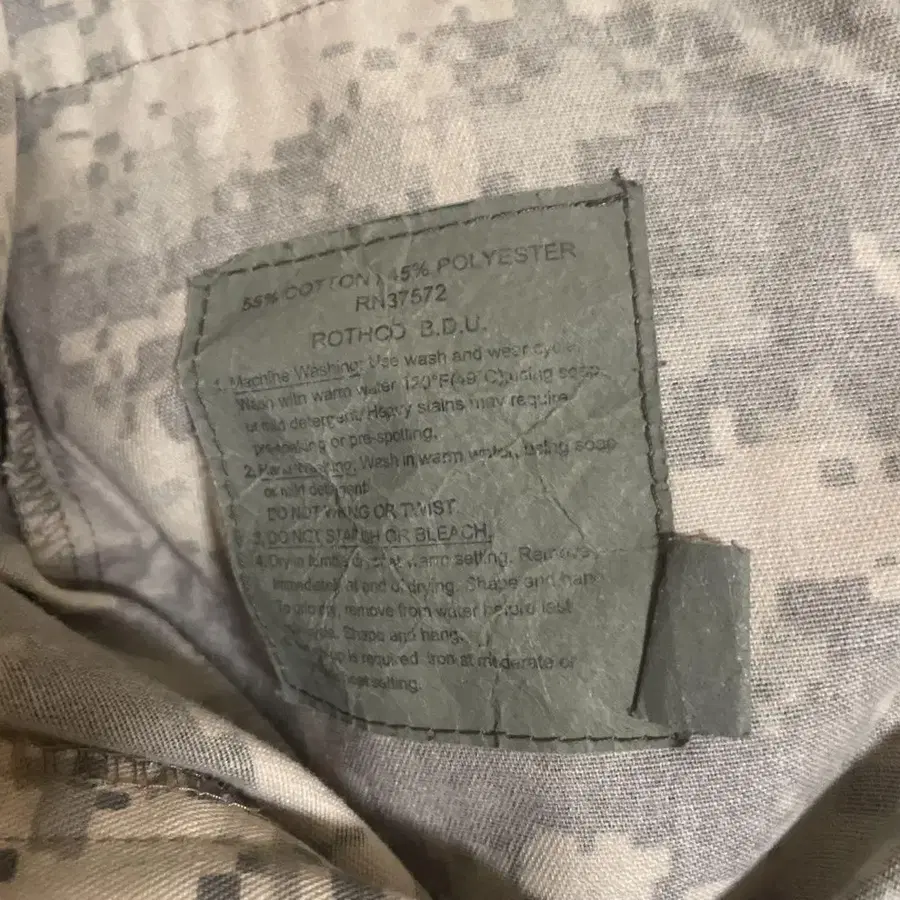 55% COTTON / 45% POLYESTER
RN37572
ROTHCO B.D.U.
1. Machine Washing: Use wash and wear cycle.
Wash with warm water 120°F(49°C),using soap
or mild detergent/Heavy stains may require
pre-soaking or pre-spotting.
2. Hand Washing: Wash in warm water, using soap
or mild detergent
DO NOT WRING OR TWIST.
3. DO NOT STARCH OR BLEACH.
4. Dry in tumble dryer at warm setting. Remove
immediately at end of drying. Shape and hang
To drip dry, remove from water before last
Shape and hang.
is required iron at moderate or
setting.